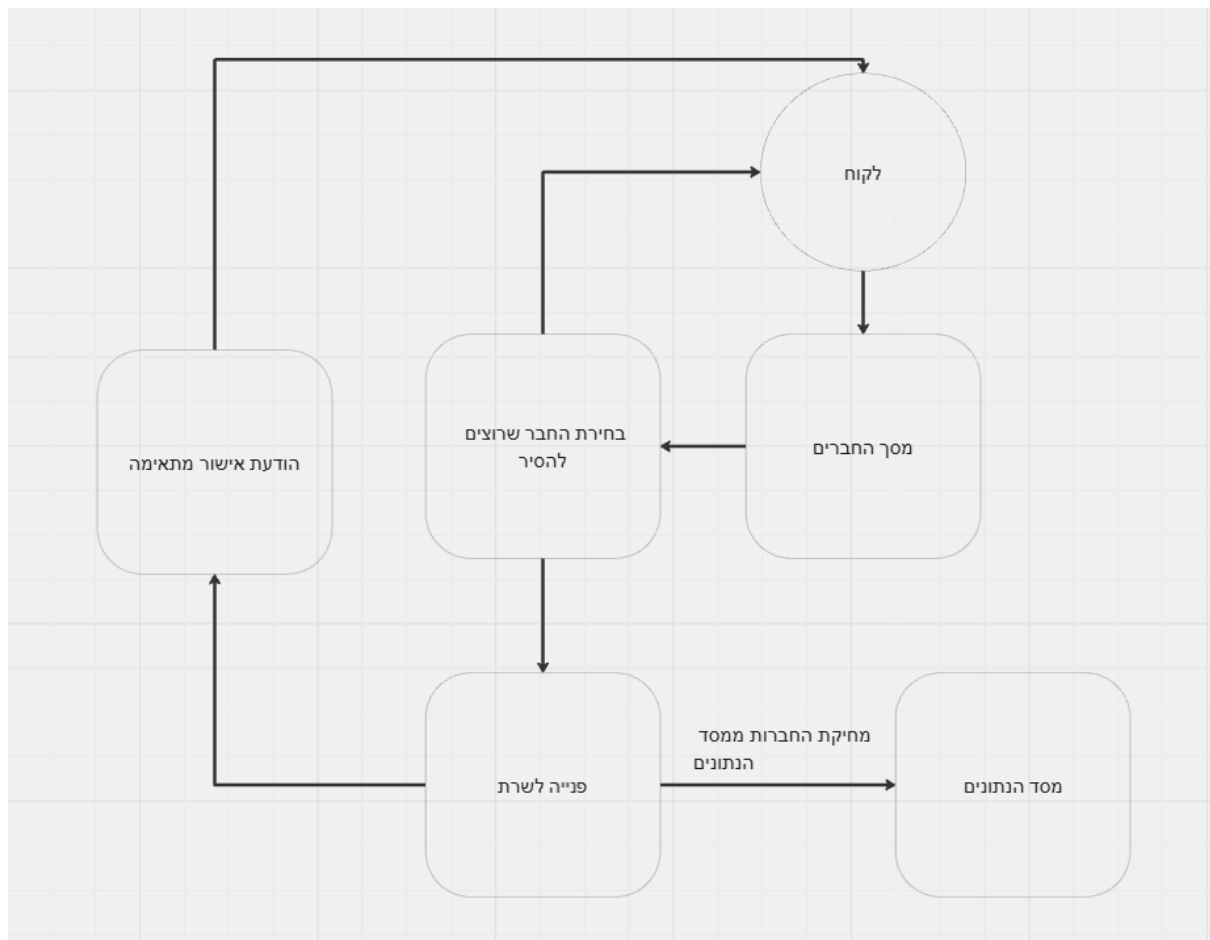 לקוח
מסך החברים
בחירת החבר שרוצים
להסיר
הודעת אישור מתאימה
פנייה לשרת
מחיקת החברות ממסד
הנתונים
מסד הנתונים